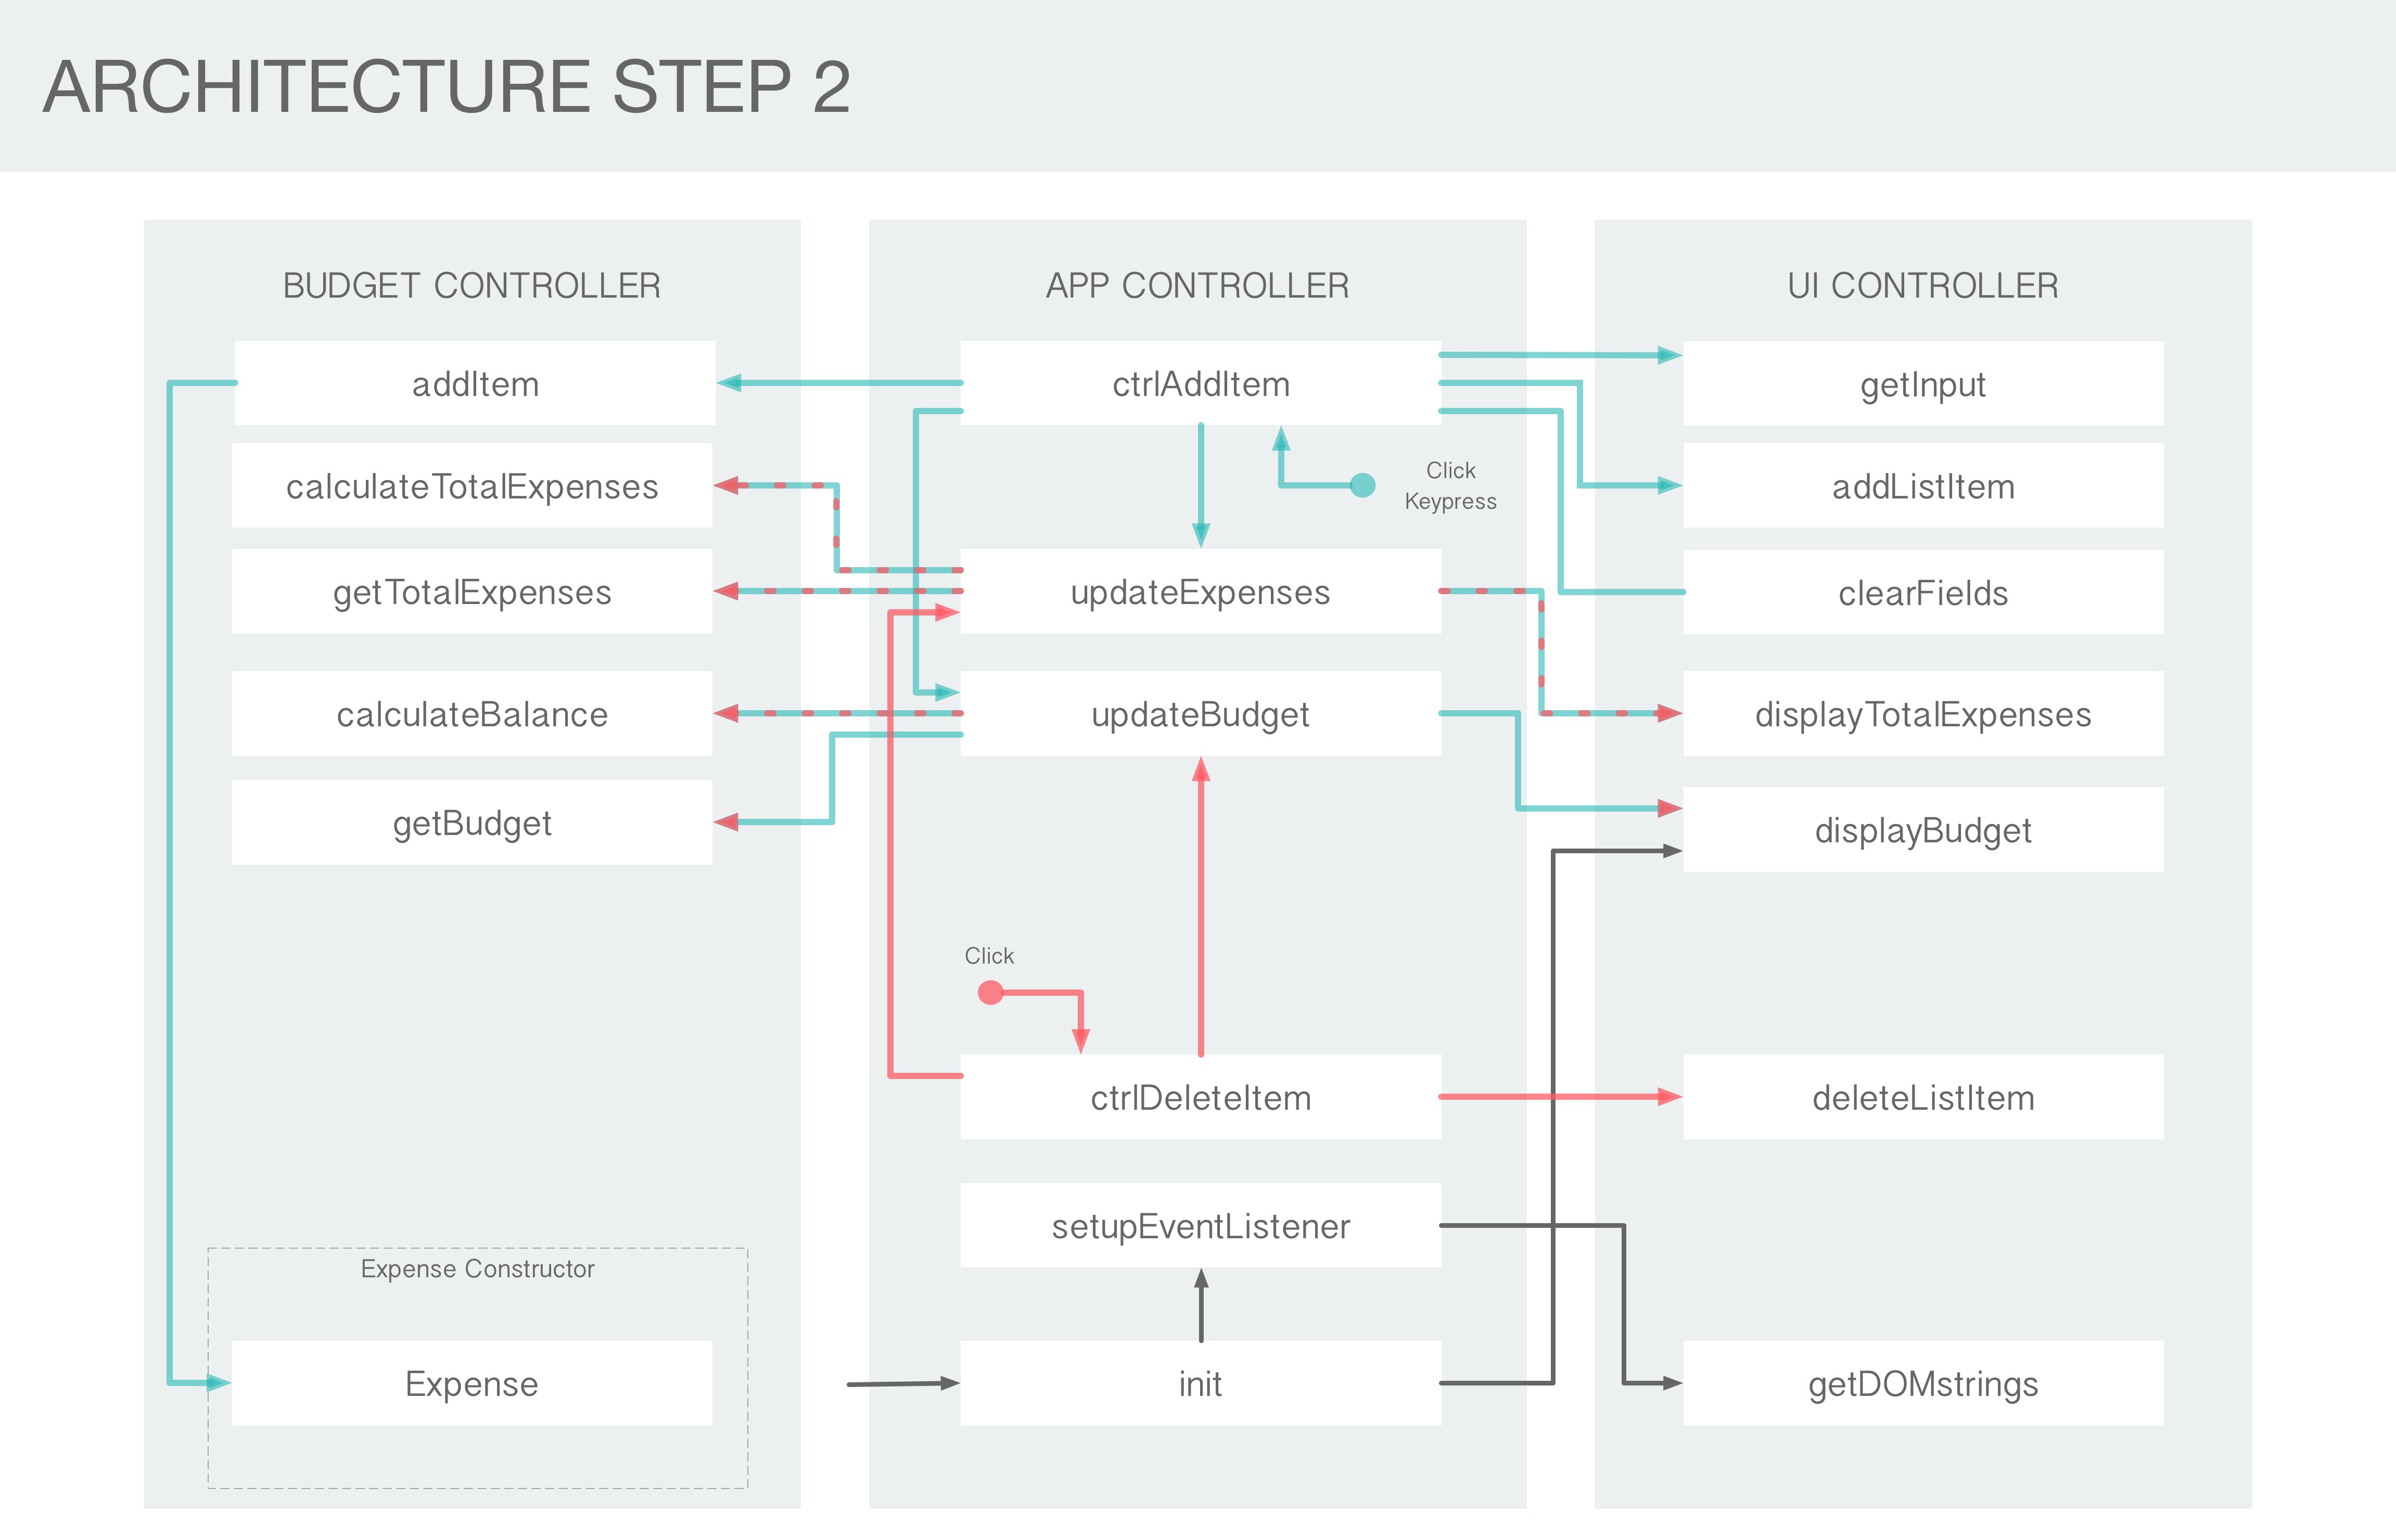 ARCHITECTURE STEP 2
BUDGET CONTROLLER
addItem
calculateTotalExpenses
getTotalExpenses
calculateBalance
getBudget
Expense Constructor
Expense
APP CONTROLLER
ctrlAddItem
Click
Keypress
updateExpenses
updateBudget
Click
ctrlDeleteItem
setupEventListener
init
UI CONTROLLER
getInput
addListItem
clearFields
displayTotalExpenses
displayBudget
deleteListItem
getDOMstrings